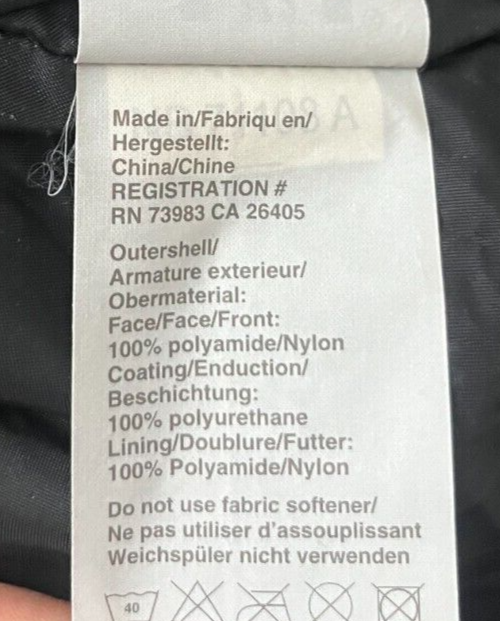 Made in/Fabriqu en/
Hergestellt:
China/Chine
REGISTRATION #
RN 73983 CA 26405
Outershell/
Armature exterieur/
Obermaterial:
Face/Face/Front:
100% polyamide/Nylon
Coating/Enduction/
Beschichtung:
100% polyurethane
Lining/Doublure/Futter:
100% Polyamide/Nylon
Do not use fabric softener/
Ne pas utiliser d'assouplissant
Weichspüler nicht verwenden
40